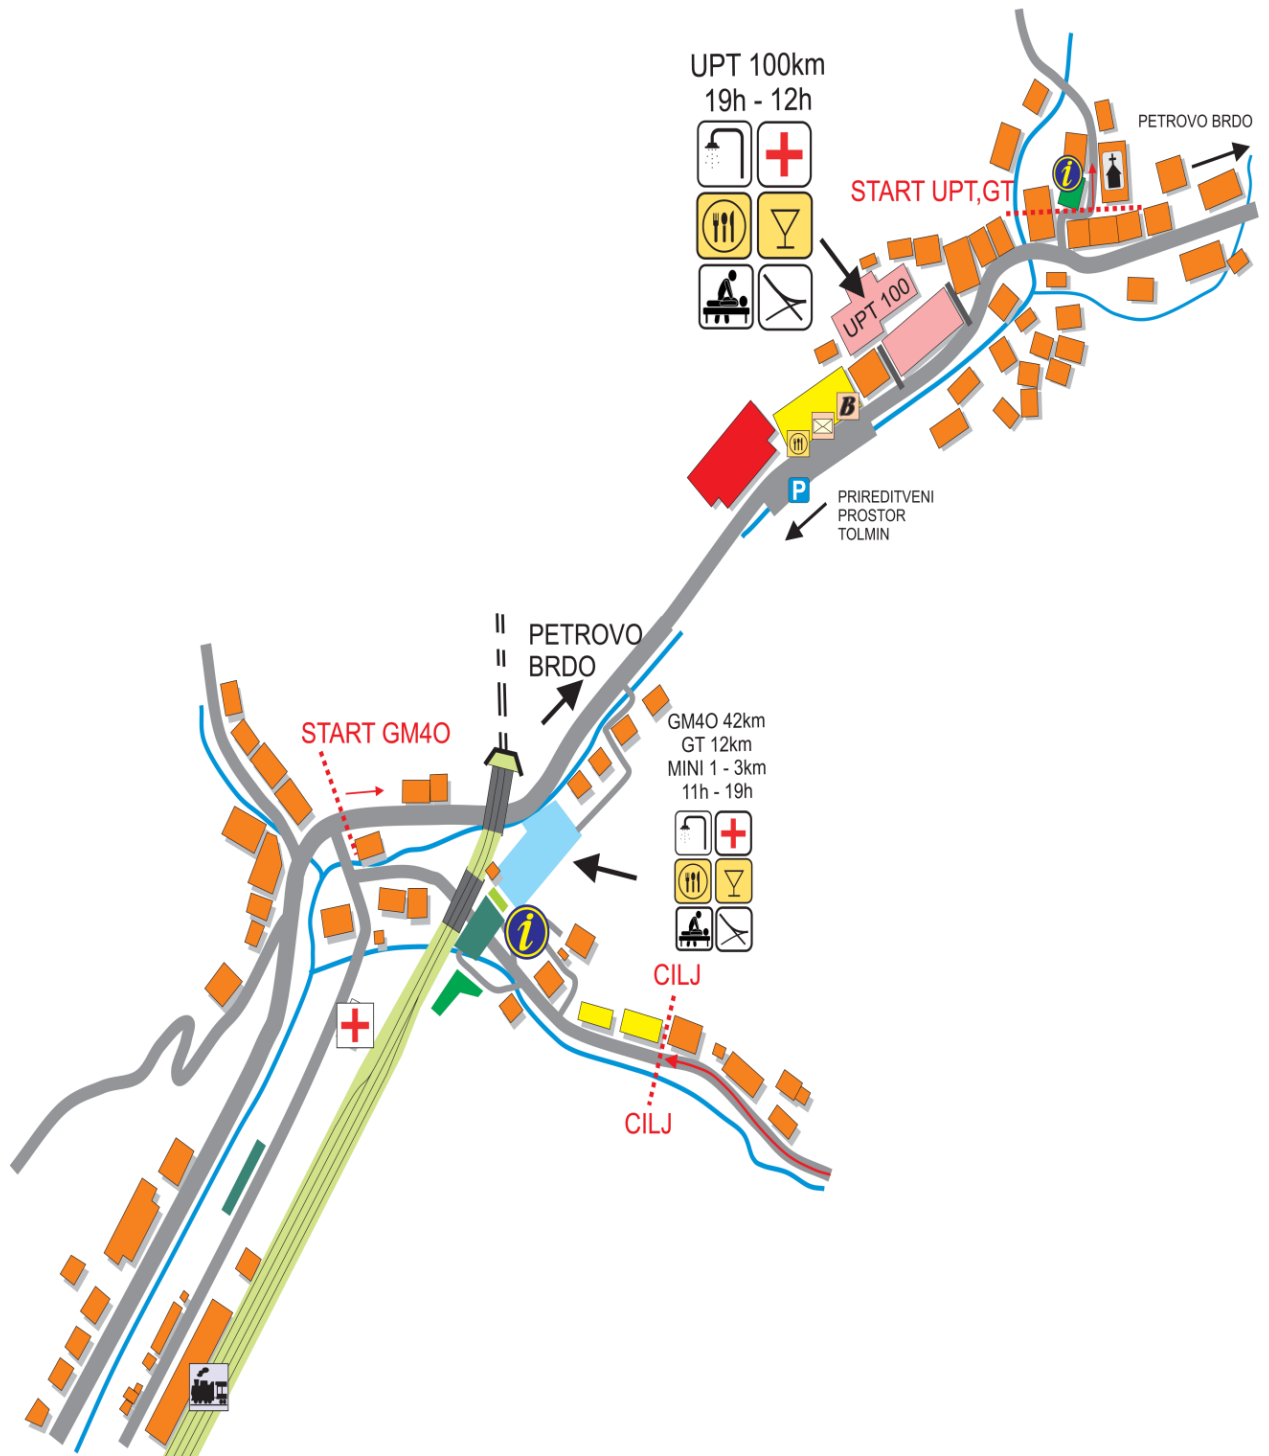 UPT 100km
19h - 12h
PETROVO BRDO
START UPT,GT
i
UPT 100
B
P
PRIREDITVENI
PROSTOR
TOLMIN
PETROVO
BRDO
START GM4O
GM4O 42km
GT 12km
MINI 1 - 3km
11h - 19h
i
CILJ
CILJ